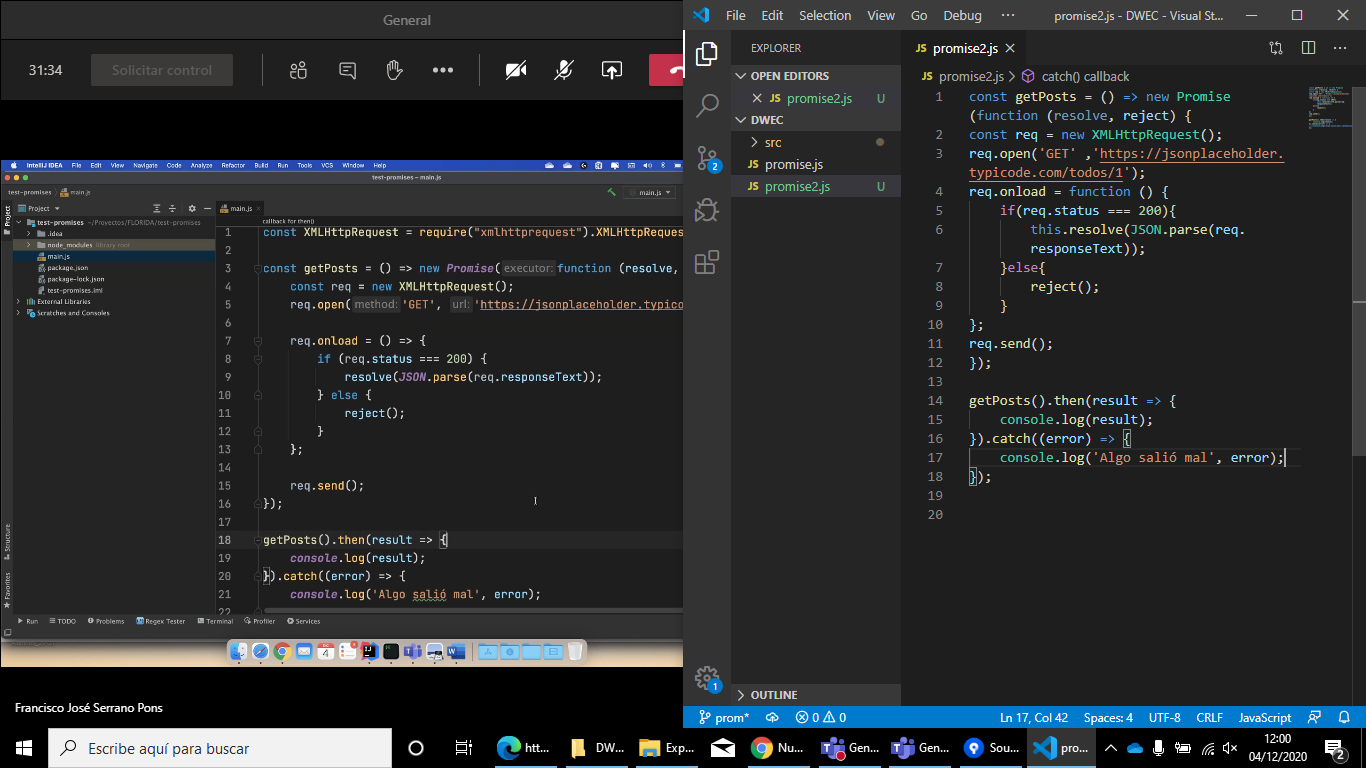 General
31:34
Solicitar control
IntelliJ IDEA File Edit View Navigate Code Analyze Refactor Build Run Tools VCS Window Help
test-promises – main.js
test-promises main.js
main.js
Project
main.js
callback for then()
Project
test-promises ~/Proyectos/FLORIDA/test-promises
.idea
node_modules library root
main.js
package.json
package-lock.json
test-promises.iml
External Libraries
Scratches and Consoles
Structure
Favorites
1 const XMLHttpRequest = require("xmlhttprequest").XMLHttpReques
2
3 const getPosts = () => new Promise( executor: function (resolve,
4 const req = new XMLHttpRequest();
5 req.open( method: 'GET', url: 'https://jsonplaceholder.typico
6
7 req.onload = () => {
8 if (req.status === 200) {
9 resolve(JSON.parse(req.responseText));
10 } else {
11 reject();
12 }
13 };
14
15 req.send();
16 });
17
18 getPosts().then(result => {
19 console.log(result);
20 }).catch((error) => {
21 console.log('Algo salió mal', error);
22
Run TODO Problems Regex Tester Terminal Profiler Services
Francisco José Serrano Pons
File Edit Selection View Go Debug ··· promise2.js - DWEC - Visual St...
EXPLORER
OPEN EDITORS
JS promise2.js U
DWEC
src
JS promise.js
JS promise2.js U
OUTLINE
2
1
JS promise2.js
JS promise2.js > catch() callback
1 const getPosts = () => new Promise
(function (resolve, reject) {
2 const req = new XMLHttpRequest();
3 req.open('GET' ,'https://jsonplaceholder.
typicode.com/todos/1');
4 req.onload = function () {
5 if(req.status === 200){
6 this.resolve(JSON.parse(req.
responseText));
7 }else{
8 reject();
9 }
10 };
11 req.send();
12 });
13
14 getPosts().then(result => {
15 console.log(result);
16 }).catch((error) => {
17 console.log('Algo salió mal', error);
18 });
19
20
prom* 0 0 Ln 17, Col 42 Spaces: 4 UTF-8 CRLF JavaScript
Escribe aquí para buscar
htt... DW... Exp... Nu... Gen... Gen... Sou... pro...
12:00
04/12/2020
2